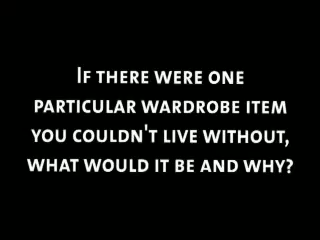 If there were one
particular wardrobe item
you couldn't live without,
what would it be and why?